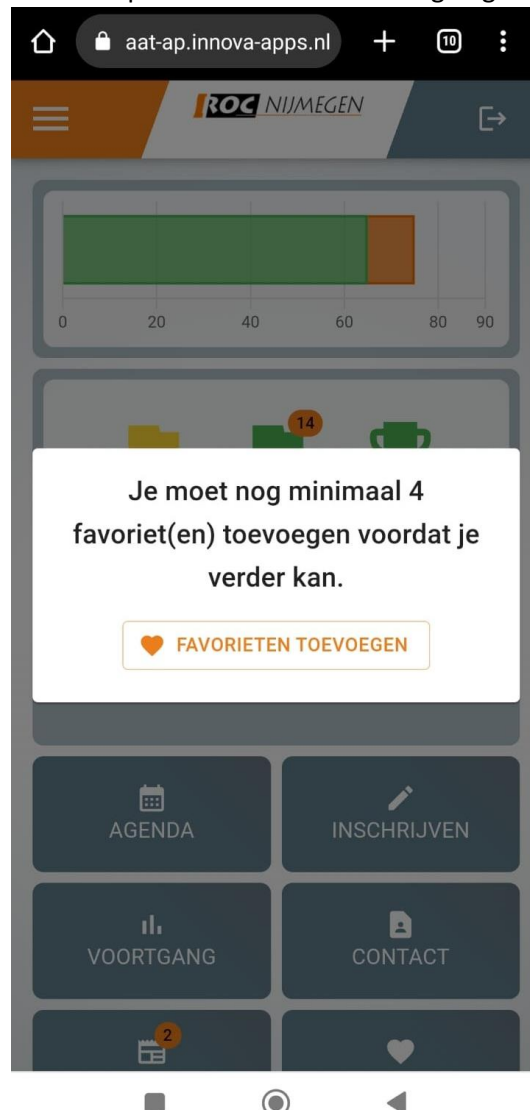 aat-ap.innova-apps.nl
10
ROC NIJMEGEN
0 20 40 60 80 90
14
Je moet nog minimaal 4
favoriet(en) toevoegen voordat je
verder kan.
FAVORIETEN TOEVOEGEN
AGENDA
INSCHRIJVEN
VOORTGANG
CONTACT
2